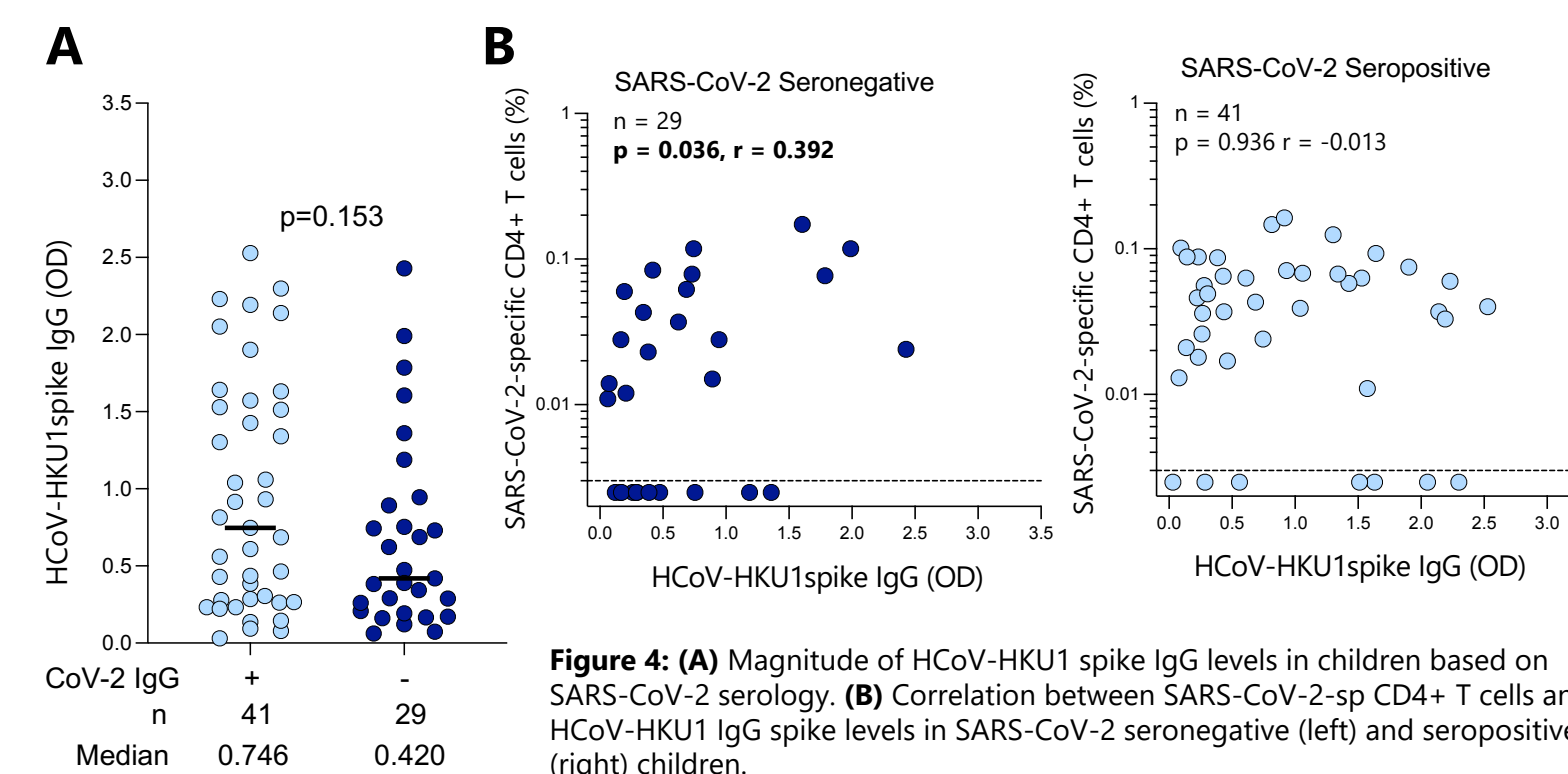 A
3.5
3.0
2.5
2.0
1.5
1.0
0.5
0.0
HCoV-HKU1spike IgG (OD)
p=0.153
CoV-2 IgG + -
n 41 29
Median 0.746 0.420
B
SARS-CoV-2 Seronegative
n = 29
p = 0.036, r = 0.392
SARS-CoV-2-specific CD4+ T cells (%)
1
0.1
0.01
0.0 0.5 1.0 1.5 2.0 2.5 3.0 3.5
HCoV-HKU1spike IgG (OD)
SARS-CoV-2 Seropositive
n = 41
p = 0.936 r = -0.013
SARS-CoV-2-specific CD4+ T cells (%)
1
0.1
0.01
0.0 0.5 1.0 1.5 2.0 2.5 3.0
HCoV-HKU1spike IgG (OD)
Figure 4: (A) Magnitude of HCoV-HKU1 spike IgG levels in children based on
SARS-CoV-2 serology. (B) Correlation between SARS-CoV-2-sp CD4+ T cells an
HCoV-HKU1 IgG spike levels in SARS-CoV-2 seronegative (left) and seropositive
(right) children.